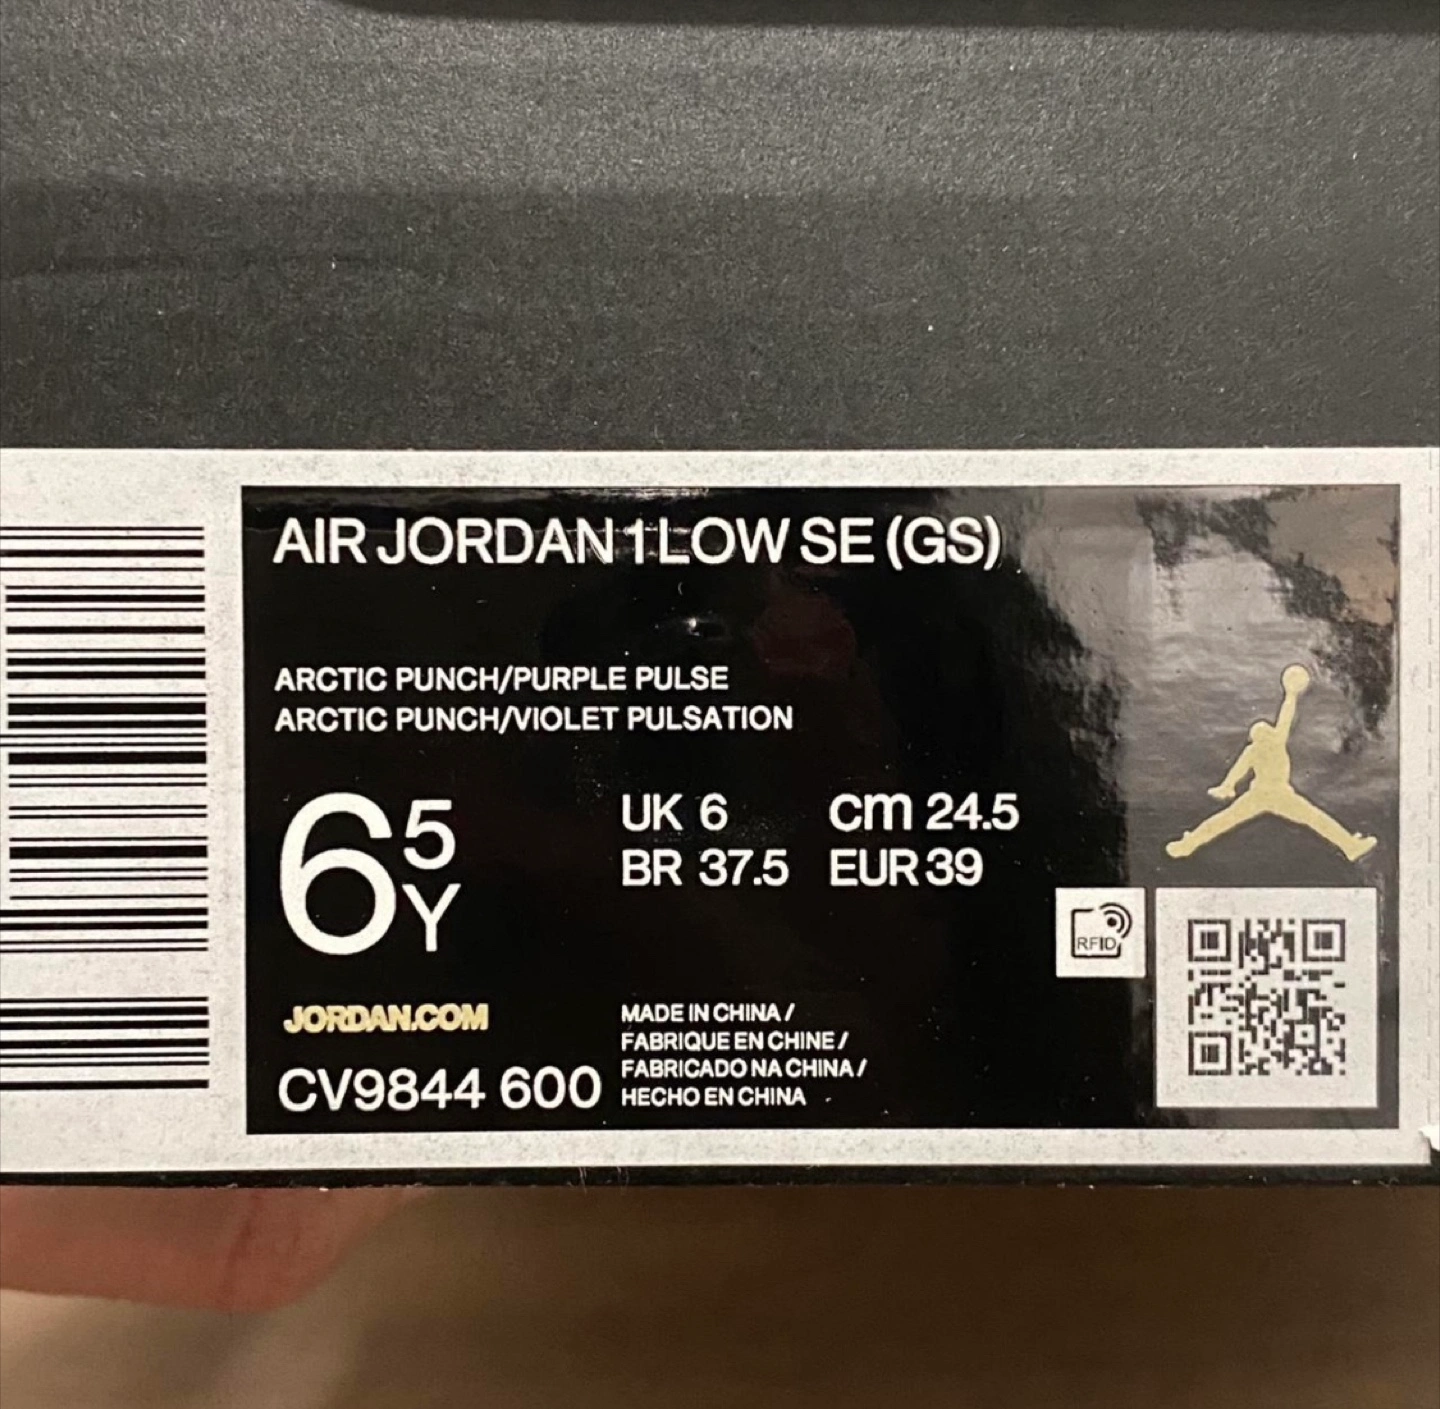 AIR JORDAN 1 LOW SE (GS)
ARCTIC PUNCH/PURPLE PULSE
ARCTIC PUNCH/VIOLET PULSATION
6 5 Y
UK 6 CM 24.5
BR 37.5 EUR 39
RFID
JORDAN.COM
CV9844 600
MADE IN CHINA /
FABRIQUE EN CHINE /
FABRICADO NA CHINA /
HECHO EN CHINA